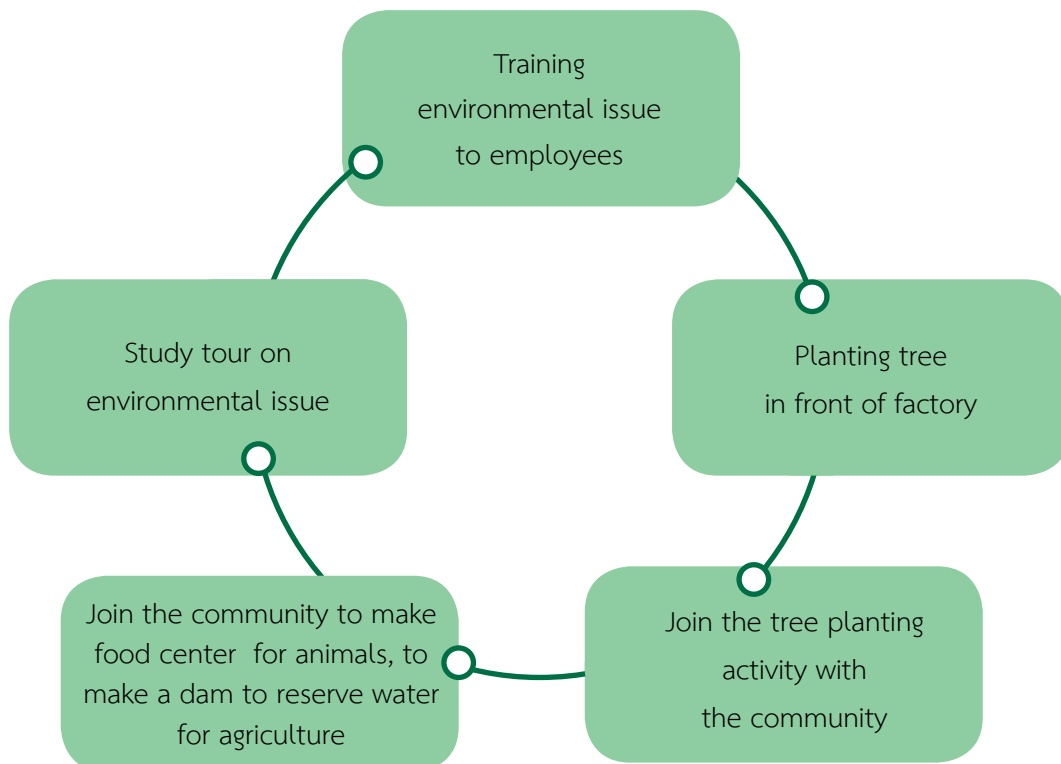 Training
environmental issue
to employees
Study tour on
environmental issue
Planting tree
in front of factory
Join the community to make
food center for animals, to
make a dam to reserve water
for agriculture
Join the tree planting
activity with
the community